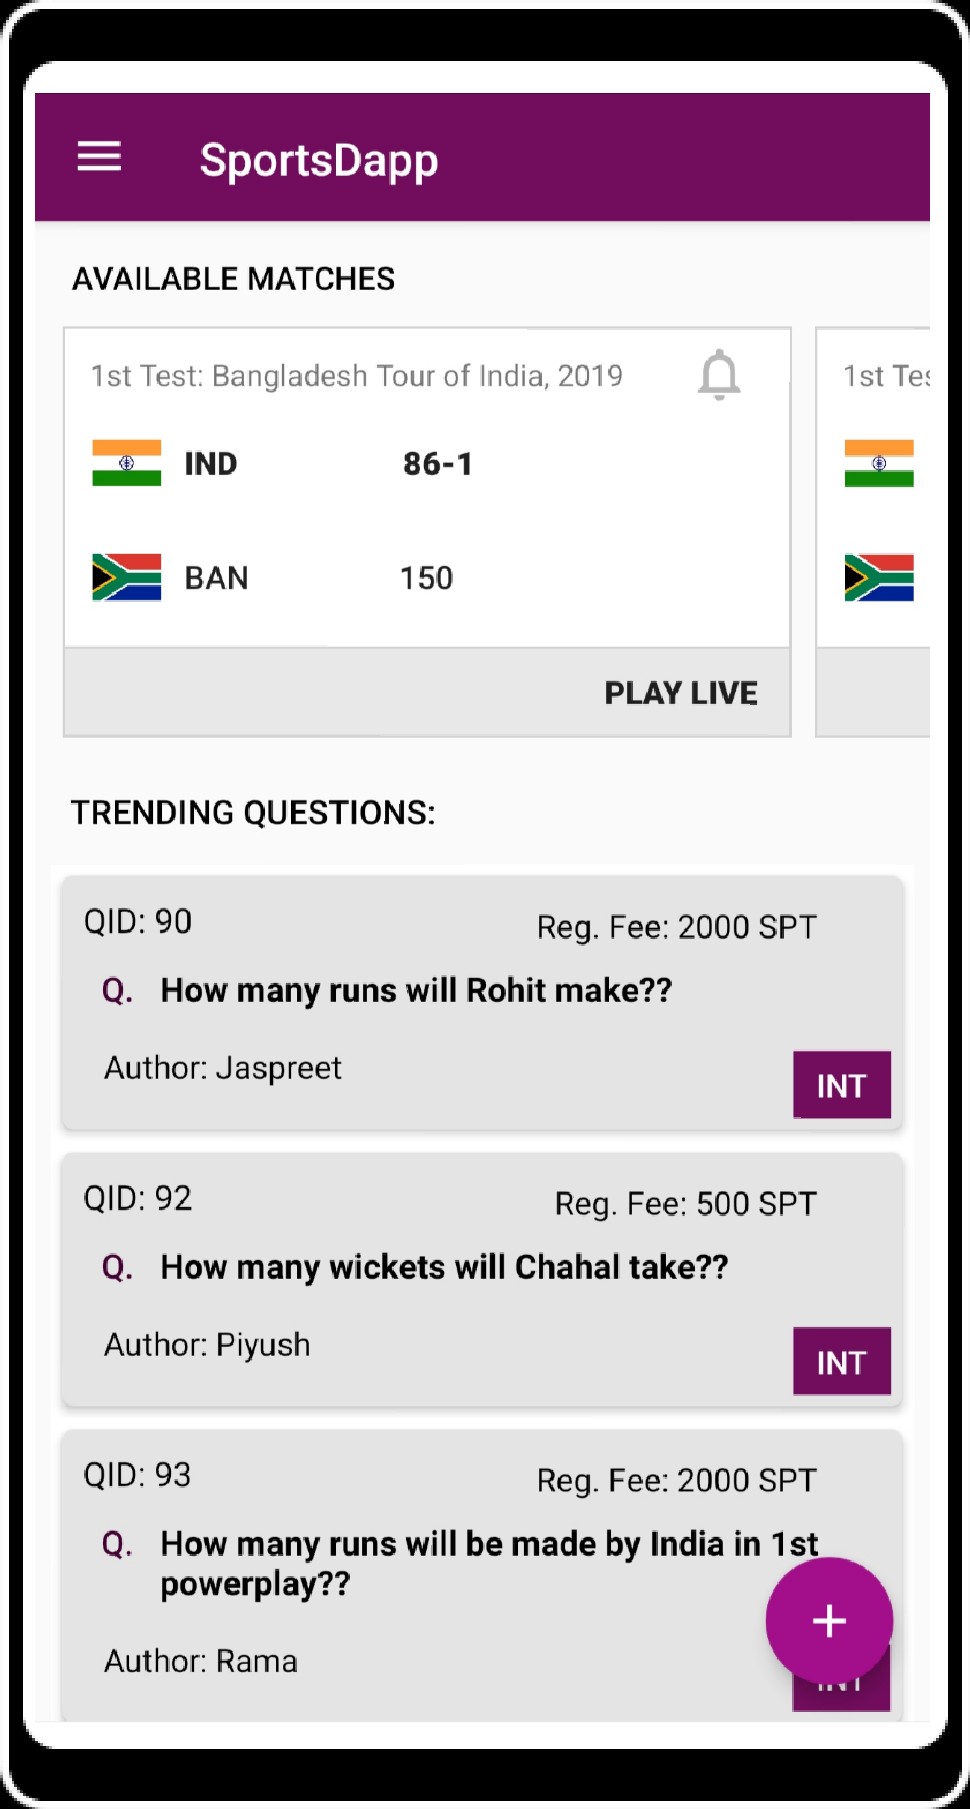 SportsDapp
AVAILABLE MATCHES
1st Test: Bangladesh Tour of India, 2019
1st Tes
IND 86-1
BAN 150
PLAY LIVE
TRENDING QUESTIONS:
QID: 90
Reg. Fee: 2000 SPT
Q. How many runs will Rohit make??
Author: Jaspreet
INT
QID: 92
Reg. Fee: 500 SPT
Q. How many wickets will Chahal take??
Author: Piyush
INT
QID: 93
Reg. Fee: 2000 SPT
Q. How many runs will be made by India in 1st
powerplay??
+
Author: Rama
INT